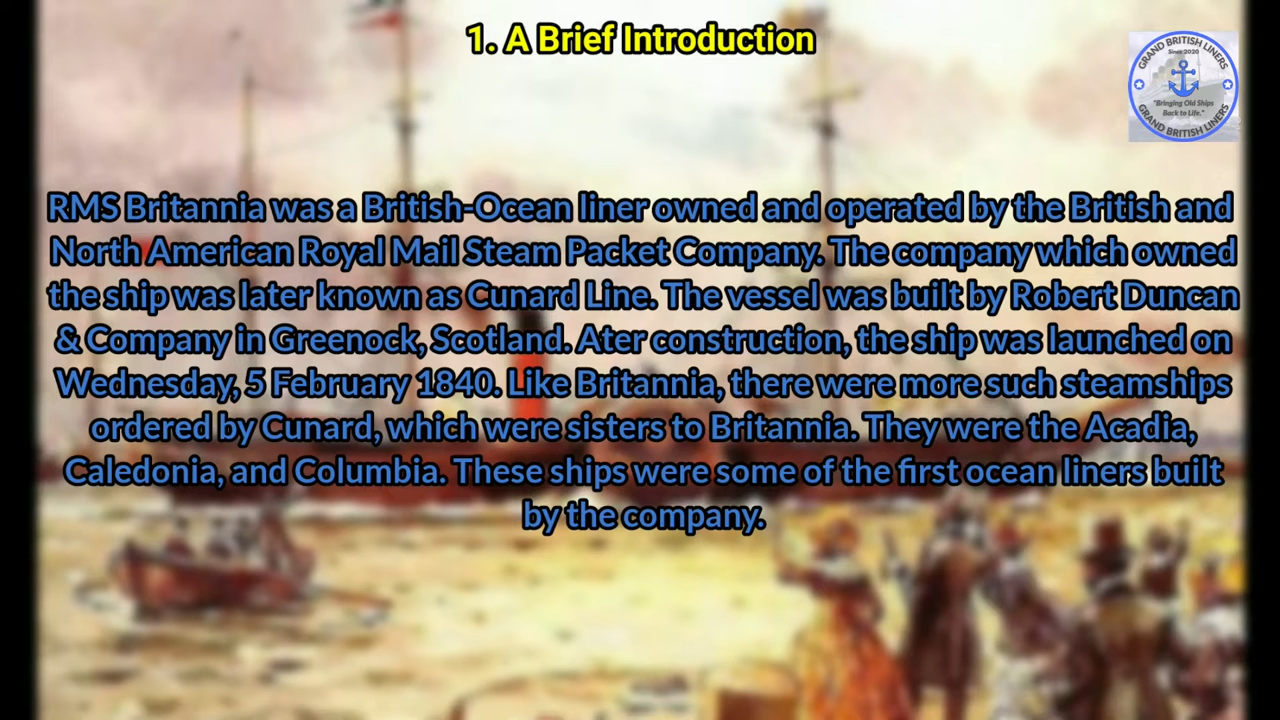 1. A Brief Introduction
GRAND BRITISH LINERS
Since 2020
"Bringing Old Ships
Back to Life."
GRAND BRITISH LINERS
RMS Britannia was a British-Ocean liner owned and operated by the British and
North American Royal Mail Steam Packet Company. The company which owned
the ship was later known as Cunard Line. The vessel was built by Robert Duncan
& Company in Greenock, Scotland. Ater construction, the ship was launched on
Wednesday, 5 February 1840. Like Britannia, there were more such steamships
ordered by Cunard, which were sisters to Britannia. They were the Acadia,
Caledonia, and Columbia. These ships were some of the first ocean liners built
by the company.